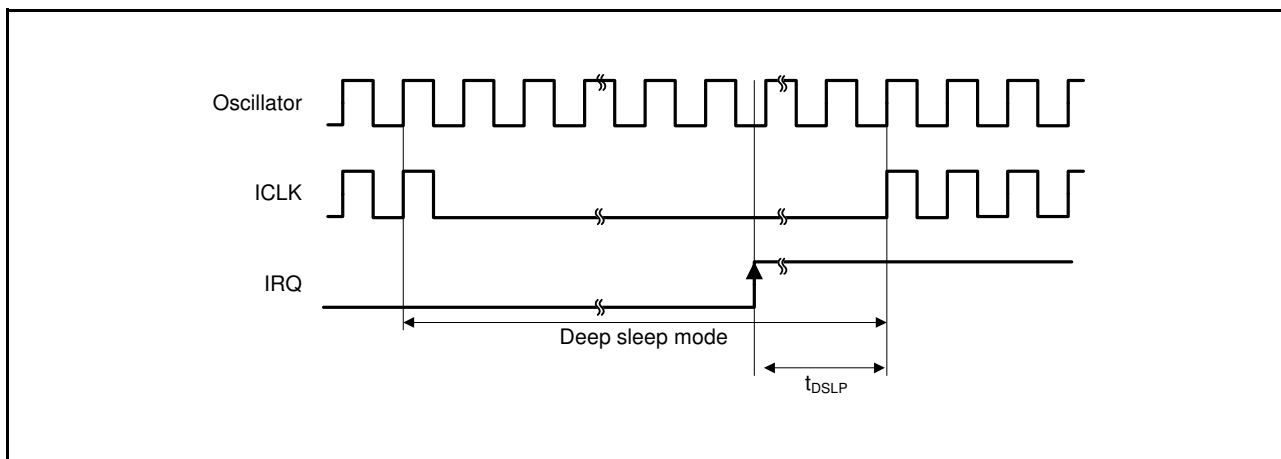 Oscillator
ICLK
IRQ
Deep sleep mode
tDSLP